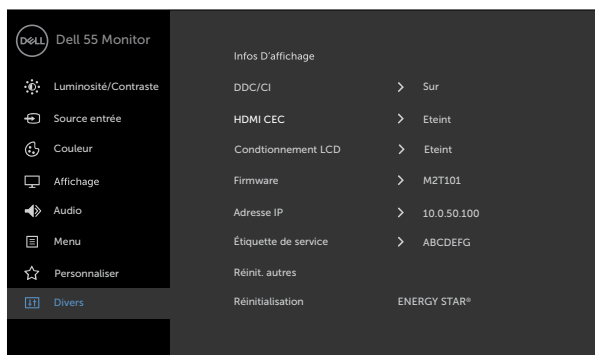 DELL Dell 55 Monitor
Infos D'affichage
Luminosité/Contraste DDC/CI Sur
Source entrée HDMI CEC Eteint
Couleur Condtionnement LCD Eteint
Affichage Firmware M2T101
Audio Adresse IP 10.0.50.100
Menu Étiquette de service ABCDEFG
Personnaliser Réinit. autres
Divers Réinitialisation ENERGY STAR®